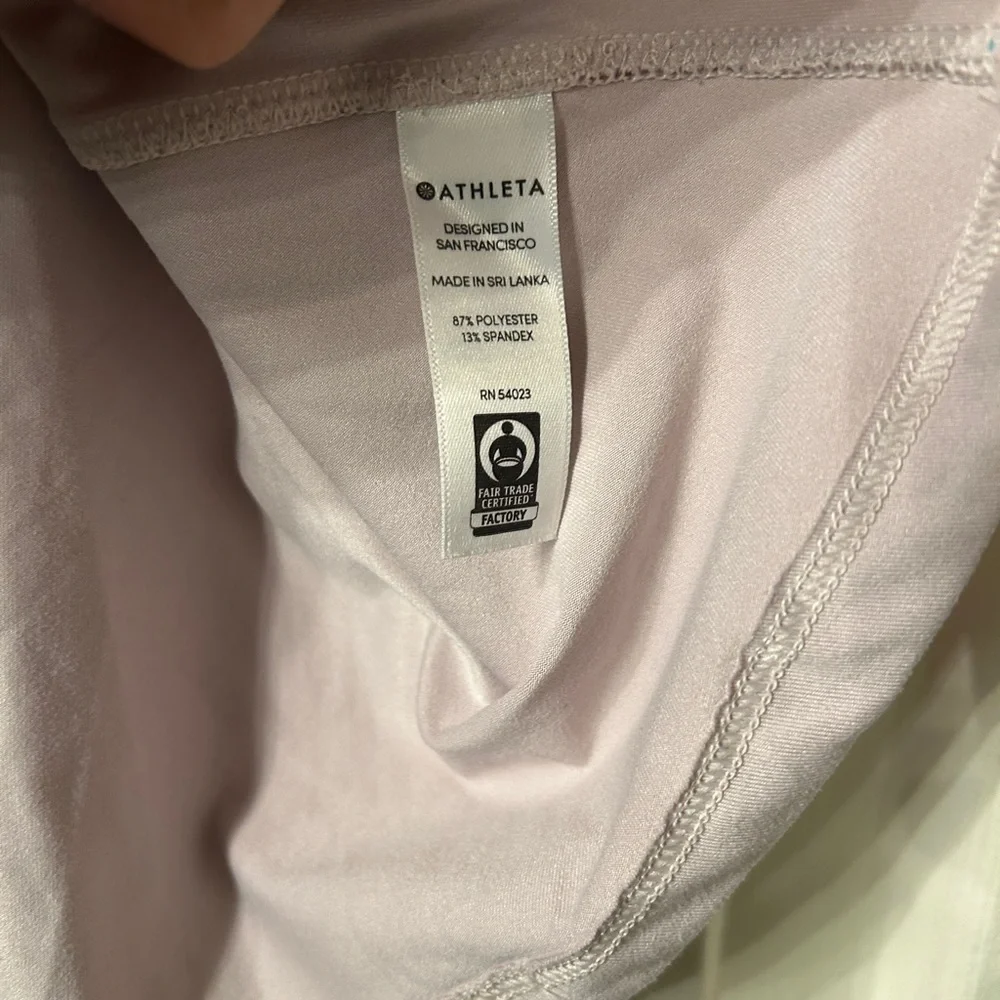 ATHLETA
DESIGNED IN
SAN FRANCISCO
MADE IN SRI LANKA
87% POLYESTER
13% SPANDEX
RN 54023
FAIR TRADE
CERTIFIED
FACTORY